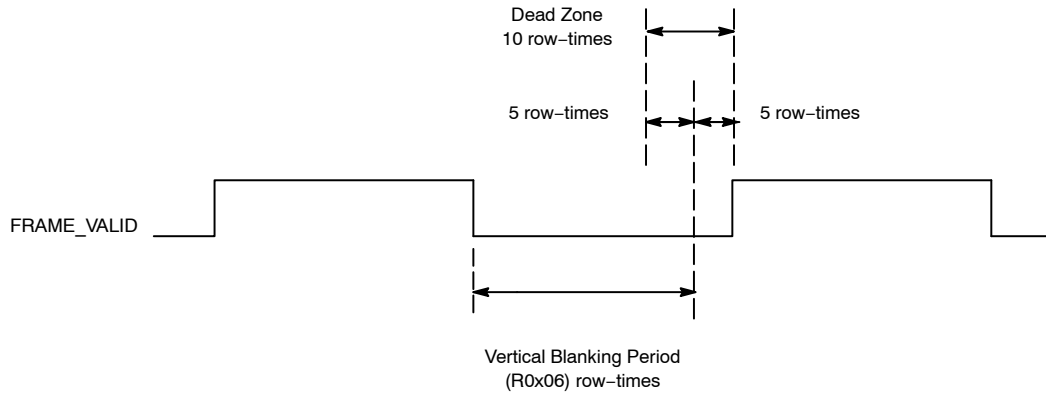 Dead Zone
10 row−times
5 row−times
5 row−times
FRAME_VALID
Vertical Blanking Period
(R0x06) row−times